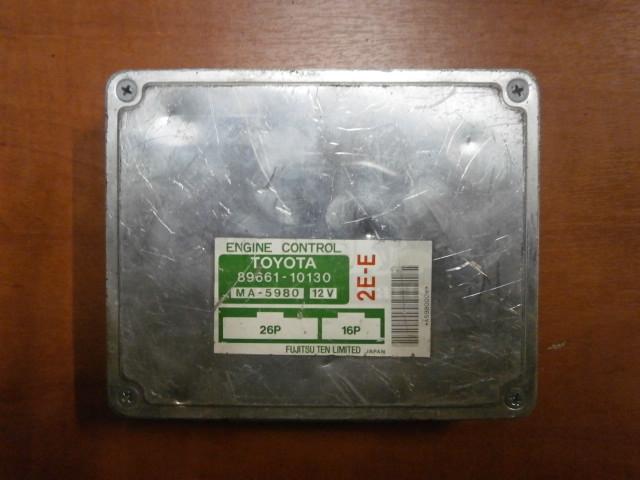 ENGINE CONTROL
TOYOTA
89661-10130
MA-5980 12V
2E-E
26P 16P
FUJITSU TEN LIMITED JAPAN